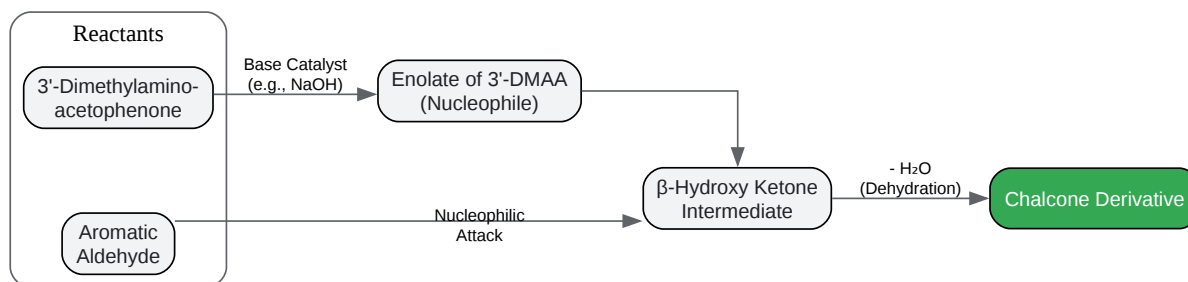 Reactants
3'-Dimethylamino-
acetophenone
Base Catalyst
(e.g., NaOH)
Enolate of 3'-DMAA
(Nucleophile)
Aromatic
Aldehyde
Nucleophilic
Attack
β-Hydroxy Ketone
Intermediate
- H₂O
(Dehydration)
Chalcone Derivative